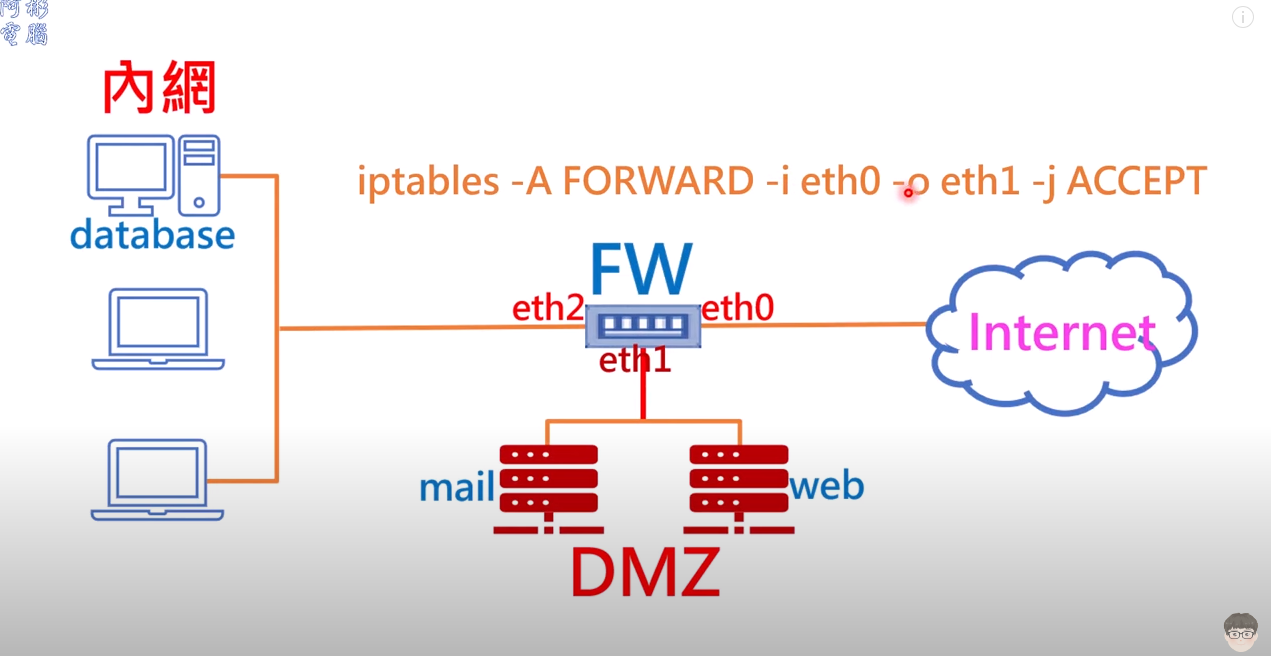 阿彬
電腦
內網
iptables -A FORWARD -i eth0 -o eth1 -j ACCEPT
database
FW
eth2
eth0
eth1
Internet
mail
web
DMZ